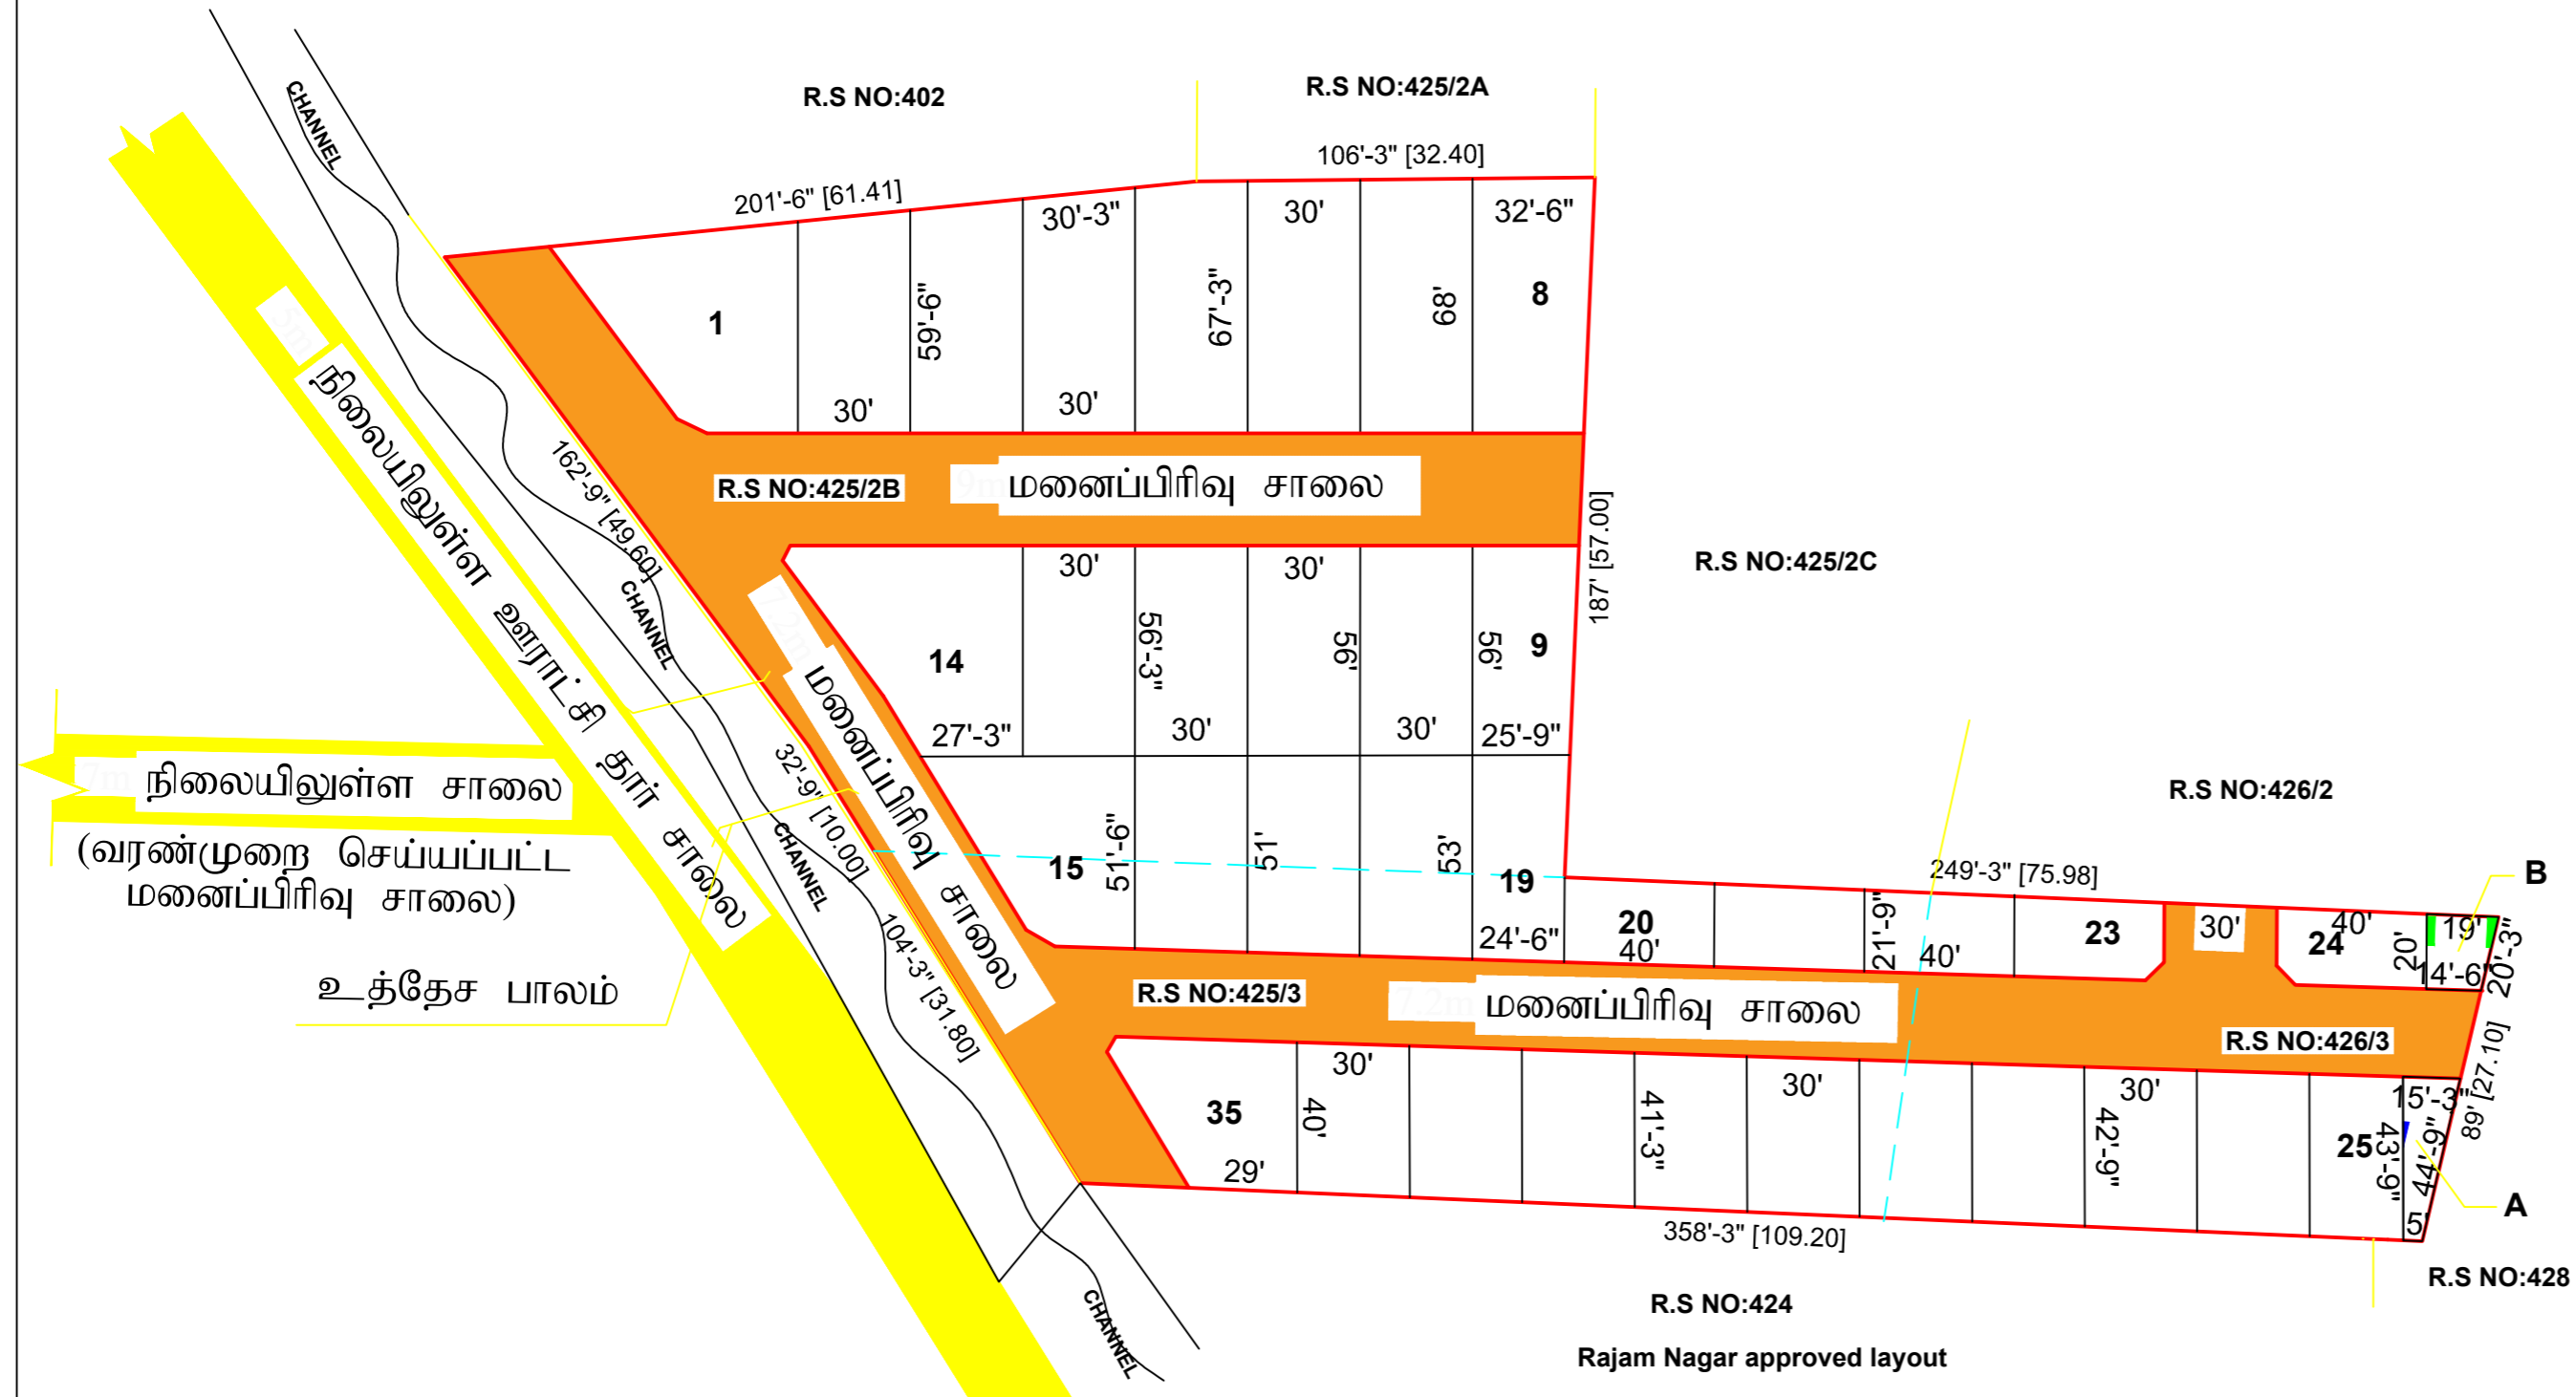 R.S NO:402
R.S NO:425/2A
CHANNEL
106'-3" [32.40]
201'-6" [61.41]
30'-3"
30'
32'-6"
1
59'-6"
67'-3"
68'
8
30'
30'
5m
நிலையிலுள்ள ஊராட்சி தார் சாலை
162'-9" [49.60]
R.S NO:425/2B
9m மனைப்பிரிவு சாலை
187' [57.00]
R.S NO:425/2C
30'
30'
CHANNEL
7.2m மனைப்பிரிவு சாலை
14
56'-3"
56'
56'
9
27'-3"
30'
30'
25'-9"
7m நிலையிலுள்ள சாலை
(வரண்முறை செய்யப்பட்ட
மனைப்பிரிவு சாலை)
உத்தேச பாலம்
32'-9" [10.00]
CHANNEL
104'-3" [31.80]
R.S NO:426/2
249'-3" [75.98]
B
15
51'-6"
51'
53'
19
24'-6"
20
40'
21'-9"
40'
23
30'
40'
24
20'
19'
14'-6"
20'-3"
R.S NO:425/3
7.2m மனைப்பிரிவு சாலை
R.S NO:426/3
89' [27.10]
35
30'
40'
29'
41'-3"
30'
30'
42'-9"
25
15'-3"
43'-9"
44'-9"
5'
A
358'-3" [109.20]
R.S NO:428
R.S NO:424
CHANNEL
Rajam Nagar approved layout